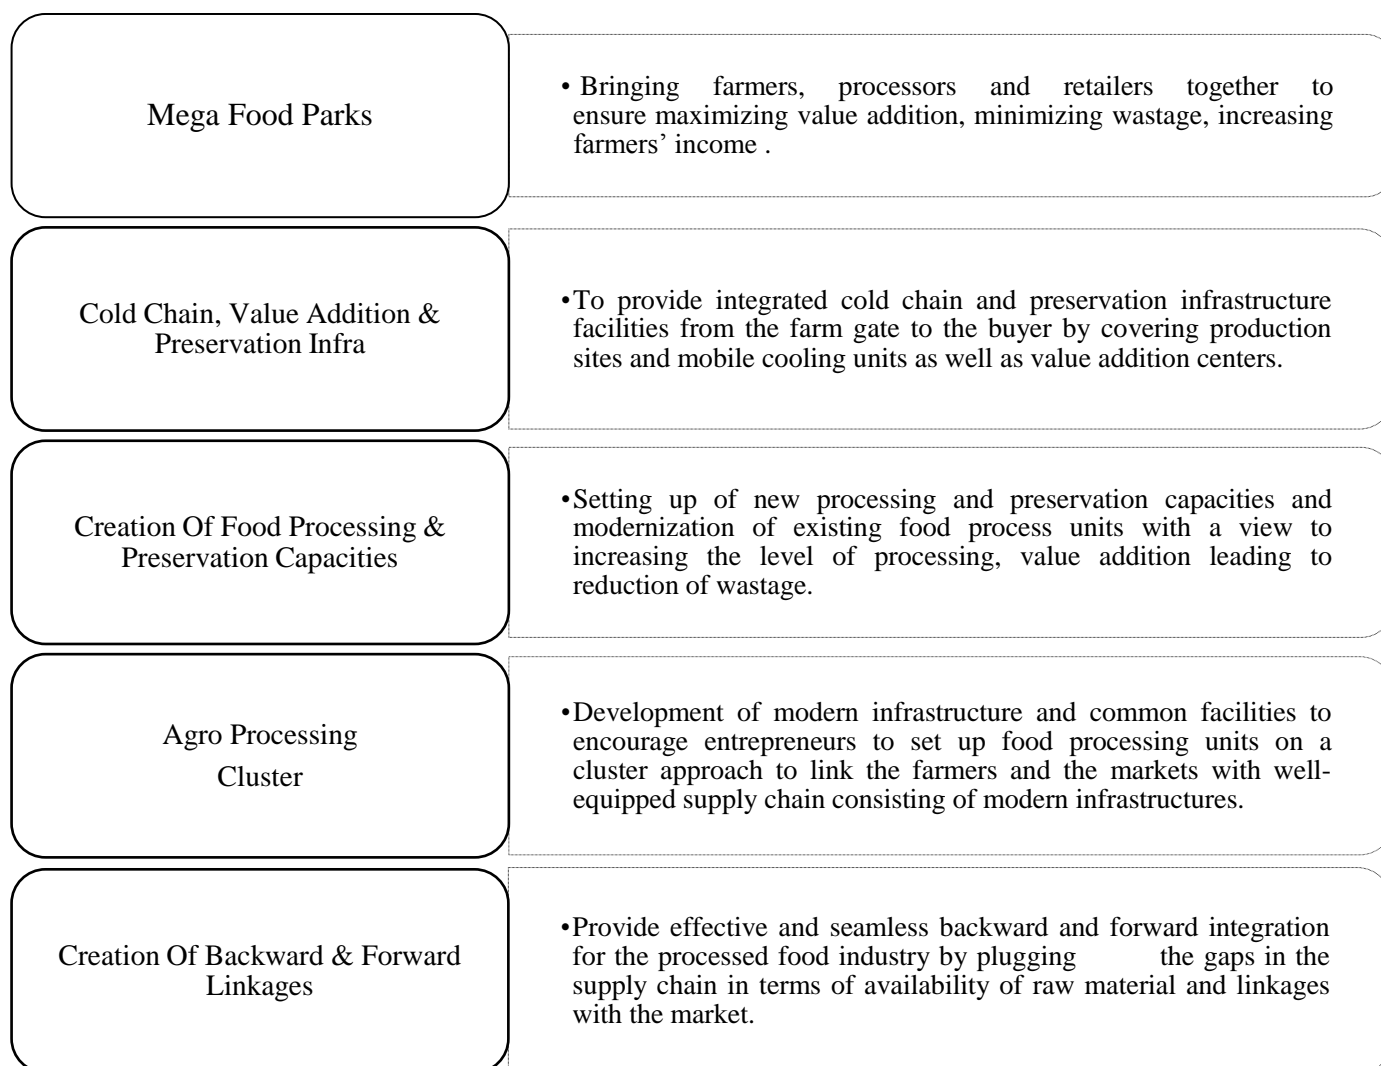 Mega Food Parks
• Bringing farmers, processors and retailers together to
ensure maximizing value addition, minimizing wastage, increasing
farmers’ income .
Cold Chain, Value Addition &
Preservation Infra
•To provide integrated cold chain and preservation infrastructure
facilities from the farm gate to the buyer by covering production
sites and mobile cooling units as well as value addition centers.
Creation Of Food Processing &
Preservation Capacities
•Setting up of new processing and preservation capacities and
modernization of existing food process units with a view to
increasing the level of processing, value addition leading to
reduction of wastage.
Agro Processing
Cluster
•Development of modern infrastructure and common facilities to
encourage entrepreneurs to set up food processing units on a
cluster approach to link the farmers and the markets with well-
equipped supply chain consisting of modern infrastructures.
Creation Of Backward & Forward
Linkages
•Provide effective and seamless backward and forward integration
for the processed food industry by plugging the gaps in the
supply chain in terms of availability of raw material and linkages
with the market.